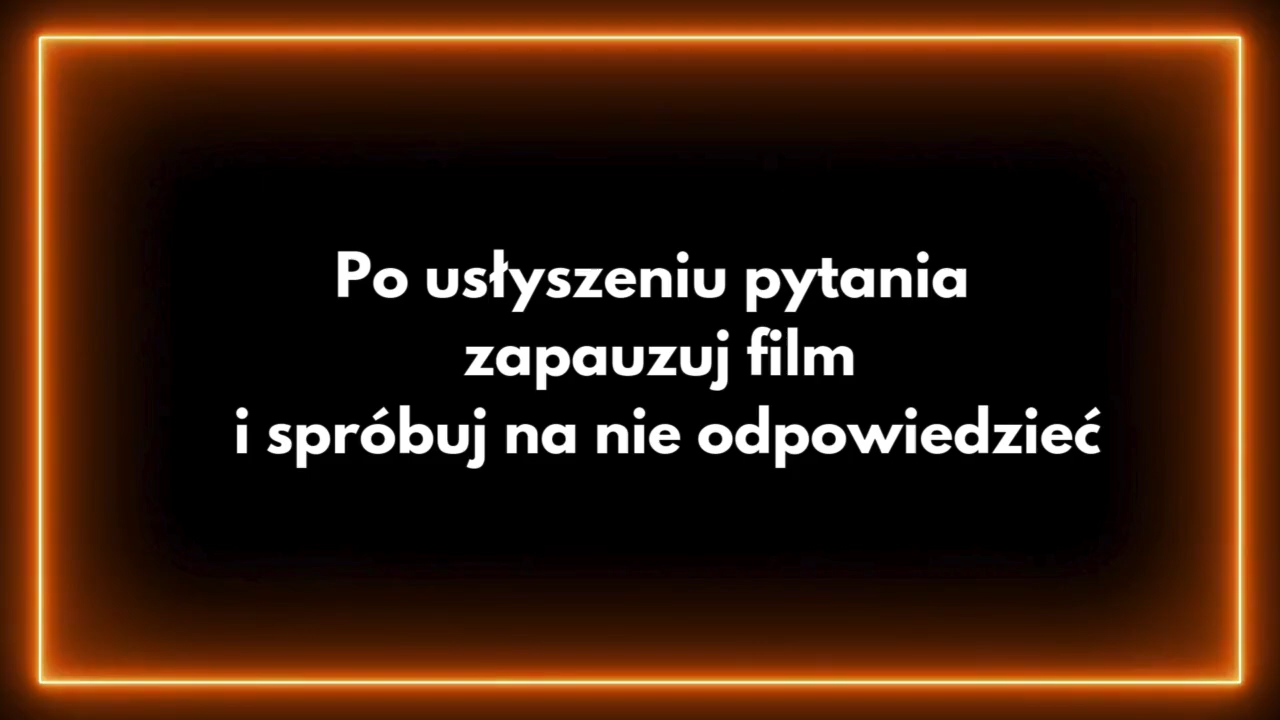 Po usłyszeniu pytania
zapauzuj film
i spróbuj na nie odpowiedzieć